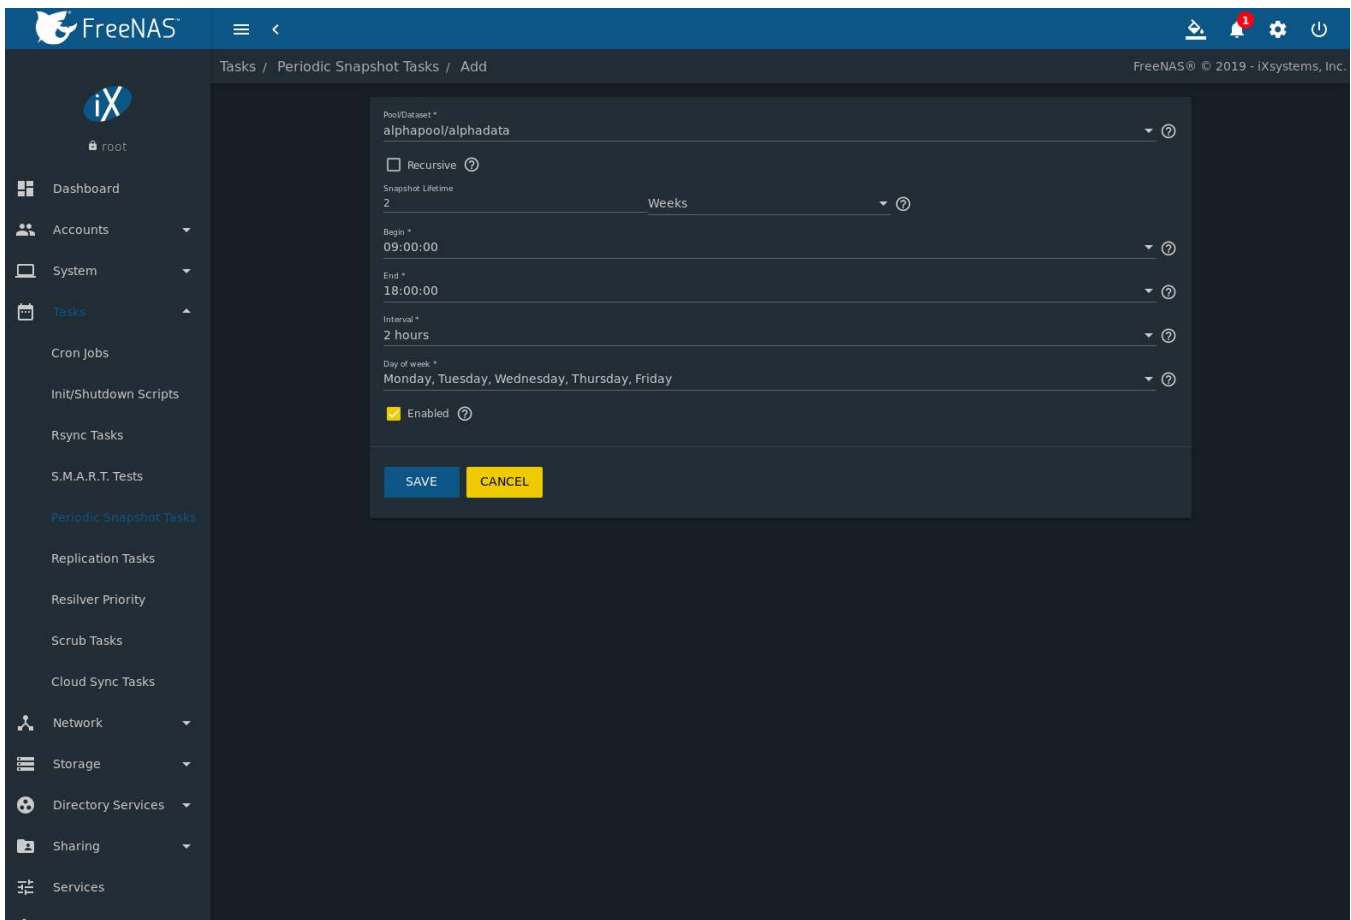 FreeNAS®
1
Tasks / Periodic Snapshot Tasks / Add
FreeNAS® © 2019 - iXsystems, Inc.
iX
root
Dashboard
Accounts
System
Tasks
Cron Jobs
Init/Shutdown Scripts
Rsync Tasks
S.M.A.R.T. Tests
Periodic Snapshot Tasks
Replication Tasks
Resilver Priority
Scrub Tasks
Cloud Sync Tasks
Network
Storage
Directory Services
Sharing
Services
Pool/Dataset *
alphapool/alphadata
Recursive
Snapshot Lifetime
2 Weeks
Begin *
09:00:00
End *
18:00:00
Interval *
2 hours
Day of week *
Monday, Tuesday, Wednesday, Thursday, Friday
Enabled
SAVE CANCEL